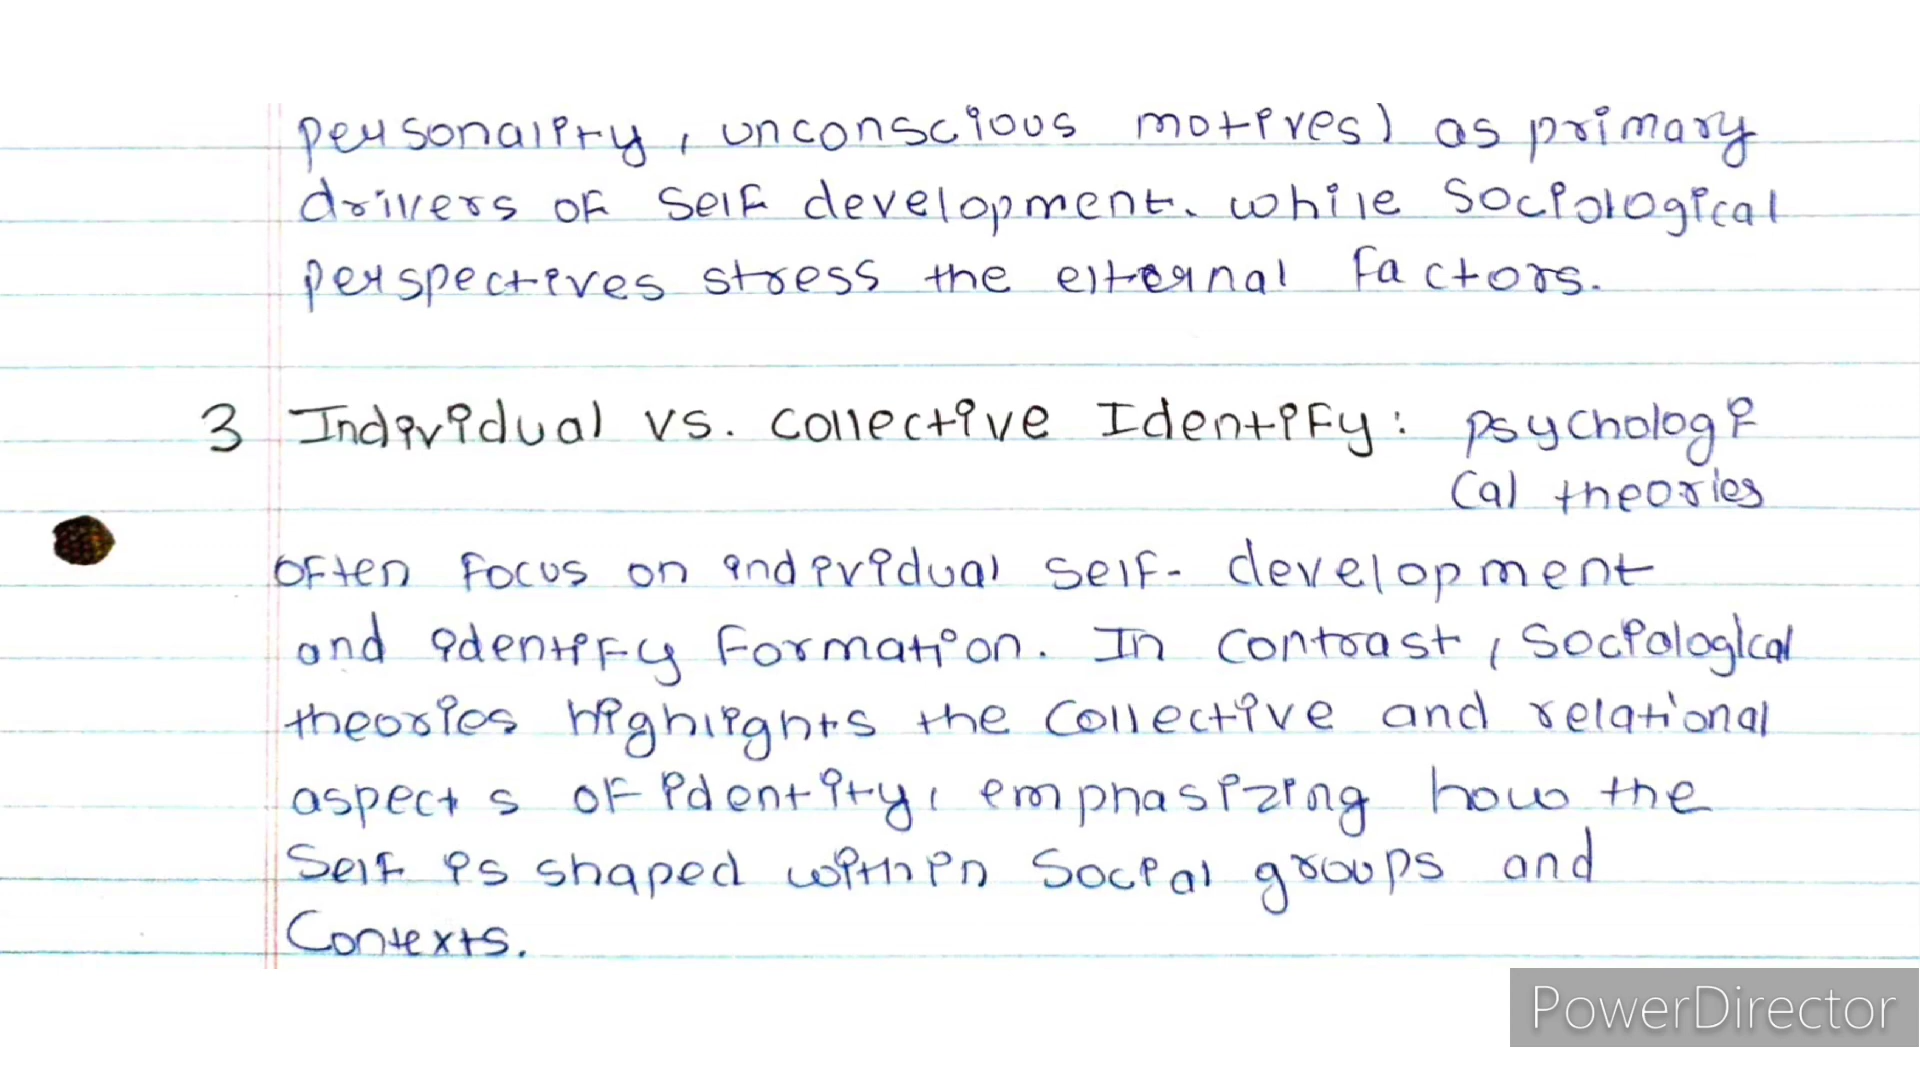 personality, unconscious motives) as primary
drivers of self development. while Sociological
perspectives stress the external factors.
3 Individual vs. collective Identify: psychologi
cal theories
often focus on individual self- development
and identify formation. In contrast, Sociological
theories highlights the collective and relational
aspects of identity, emphasizing how the
Self is shaped within Social groups and
Contexts.
PowerDirector